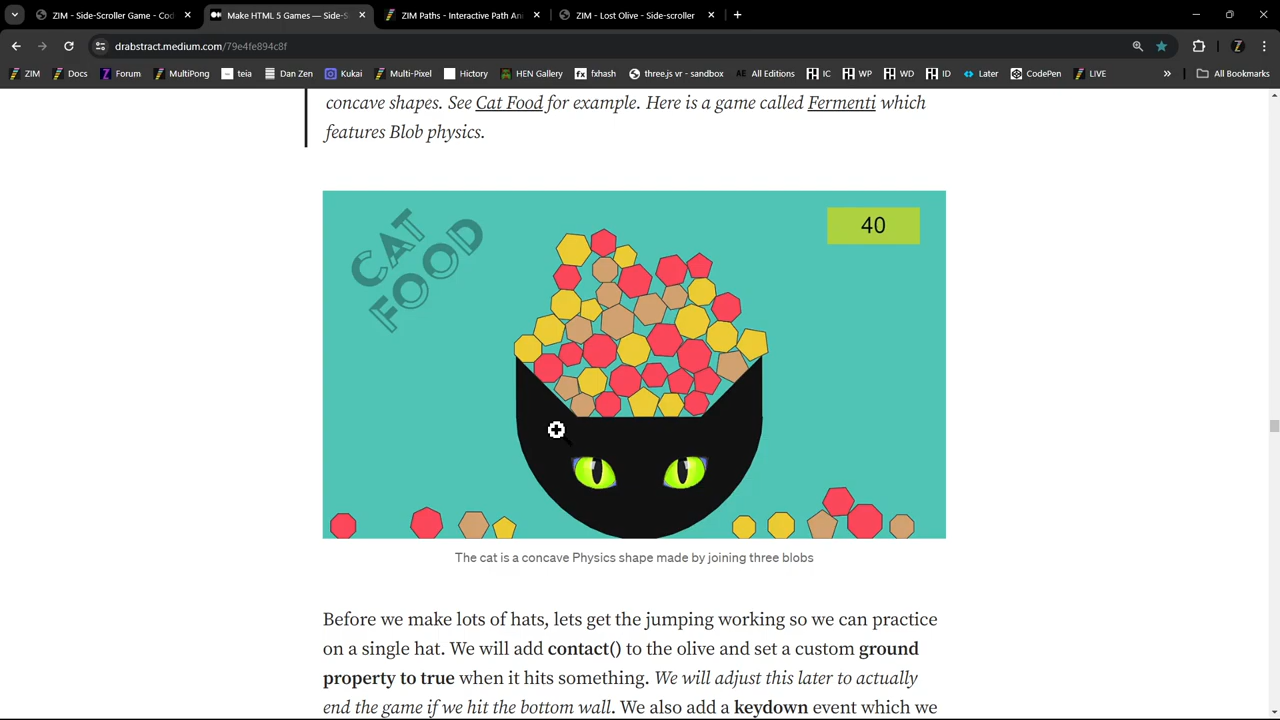 ZIM - Side-Scroller Game - Cod
Make HTML 5 Games — Side-S
ZIM Paths - Interactive Path An
ZIM - Lost Olive - Side-scroller
drabstract.medium.com/79e4fe894c8f
ZIM Docs Forum MultiPong teia Dan Zen Kukai Multi-Pixel Hictory HEN Gallery fxhash three.js vr - sandbox All Editions IC WP WD ID Later CodePen LIVE » All Bookmarks
concave shapes. See Cat Food for example. Here is a game called Fermenti which
features Blob physics.
CAT
FOOD
40
The cat is a concave Physics shape made by joining three blobs
Before we make lots of hats, lets get the jumping working so we can practice
on a single hat. We will add contact() to the olive and set a custom ground
property to true when it hits something. We will adjust this later to actually
end the game if we hit the bottom wall. We also add a keydown event which we